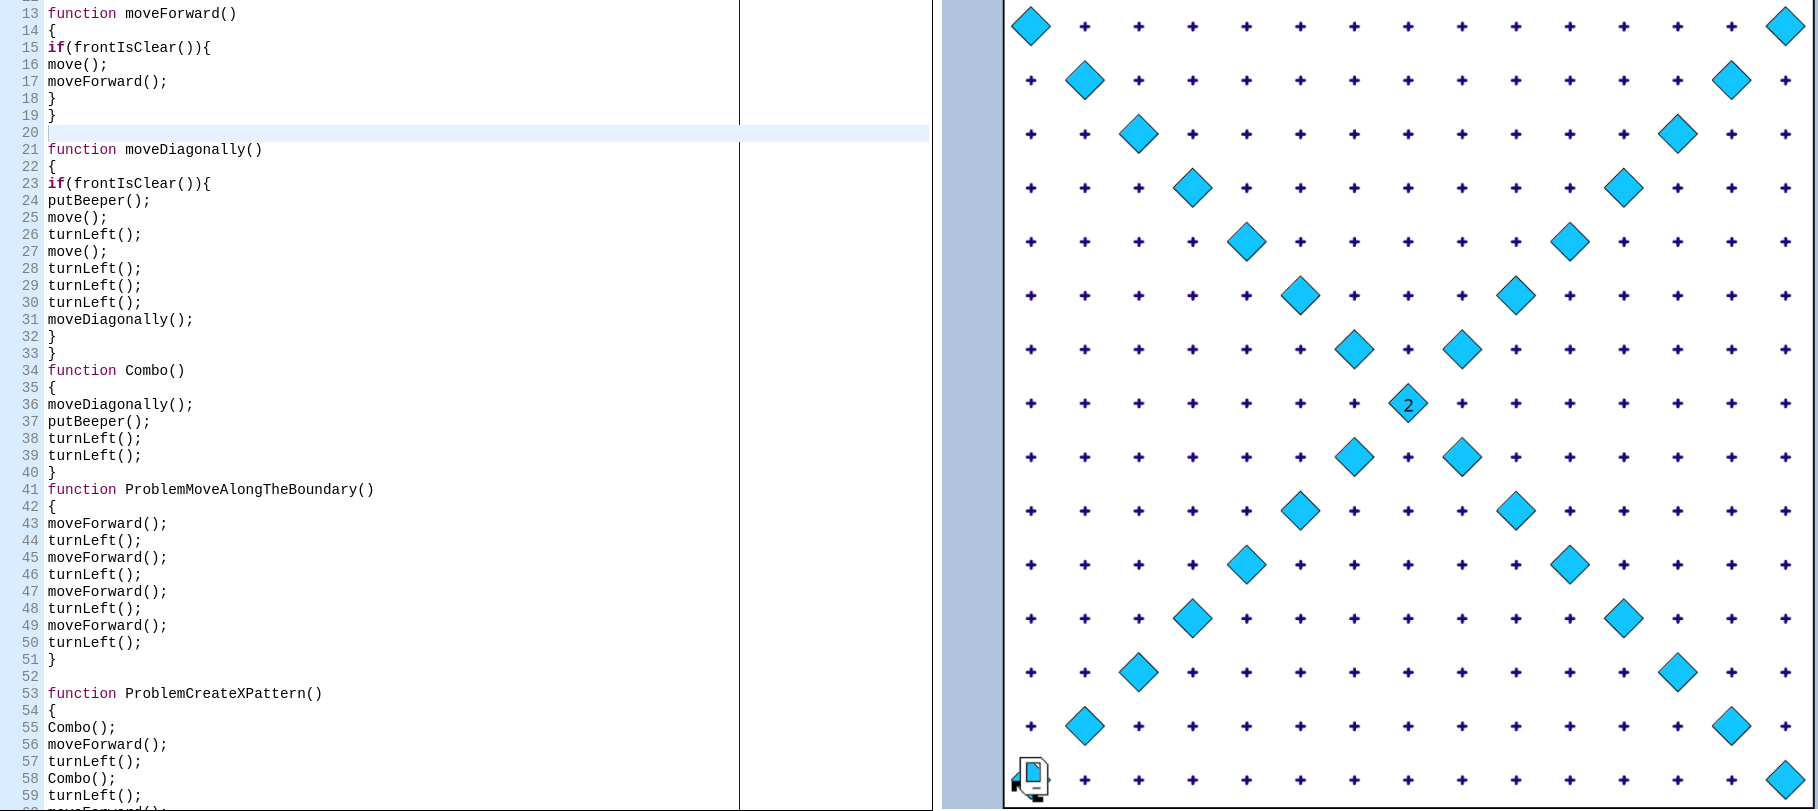 13 function moveForward()
14 {
15 if(frontIsClear()){
16 move();
17 moveForward();
18 }
19 }
20
21 function moveDiagonally()
22 {
23 if(frontIsClear()){
24 putBeeper();
25 move();
26 turnLeft();
27 move();
28 turnLeft();
29 turnLeft();
30 turnLeft();
31 moveDiagonally();
32 }
33 }
34 function Combo()
35 {
36 moveDiagonally();
37 putBeeper();
38 turnLeft();
39 turnLeft();
40 }
41 function ProblemMoveAlongTheBoundary()
42 {
43 moveForward();
44 turnLeft();
45 moveForward();
46 turnLeft();
47 moveForward();
48 turnLeft();
49 moveForward();
50 turnLeft();
51 }
52
53 function ProblemCreateXPattern()
54 {
55 Combo();
56 moveForward();
57 turnLeft();
58 Combo();
59 turnLeft();
2